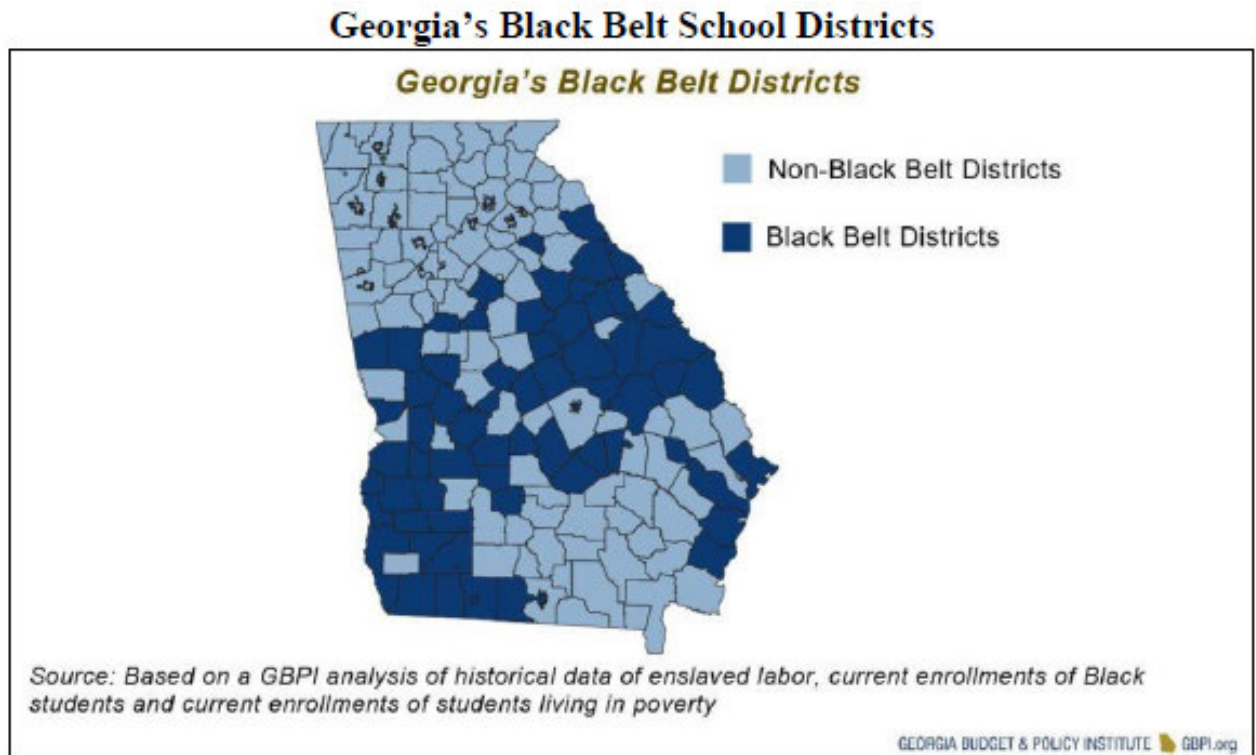 Georgia's Black Belt School Districts
Georgia's Black Belt Districts
Non-Black Belt Districts
Black Belt Districts
Source: Based on a GBPI analysis of historical data of enslaved labor, current enrollments of Black
students and current enrollments of students living in poverty
GEORGIA BUDGET & POLICY INSTITUTE GBPI.org